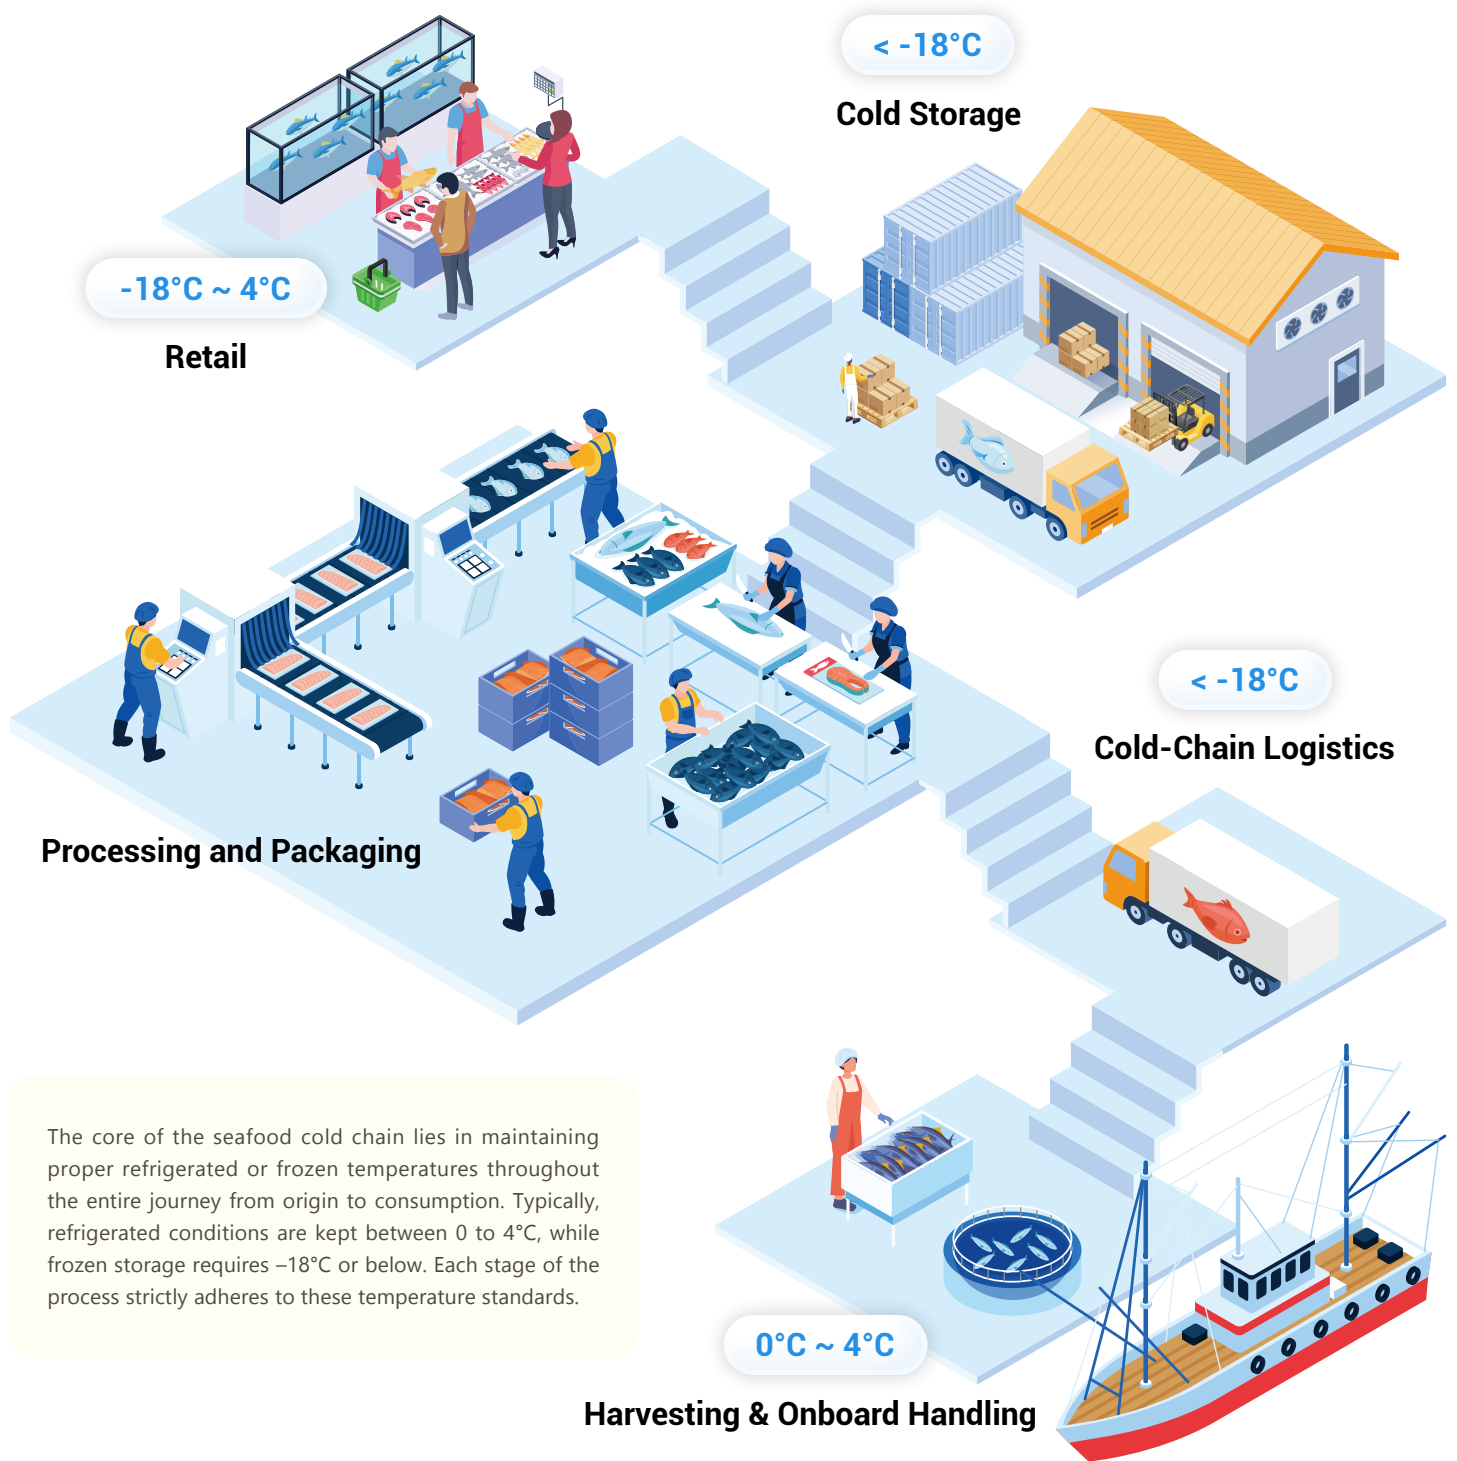 < -18°C
Cold Storage
-18°C ~ 4°C
Retail
< -18°C
Cold-Chain Logistics
Processing and Packaging
The core of the seafood cold chain lies in maintaining
proper refrigerated or frozen temperatures throughout
the entire journey from origin to consumption. Typically,
refrigerated conditions are kept between 0 to 4°C, while
frozen storage requires –18°C or below. Each stage of the
process strictly adheres to these temperature standards.
0°C ~ 4°C
Harvesting & Onboard Handling